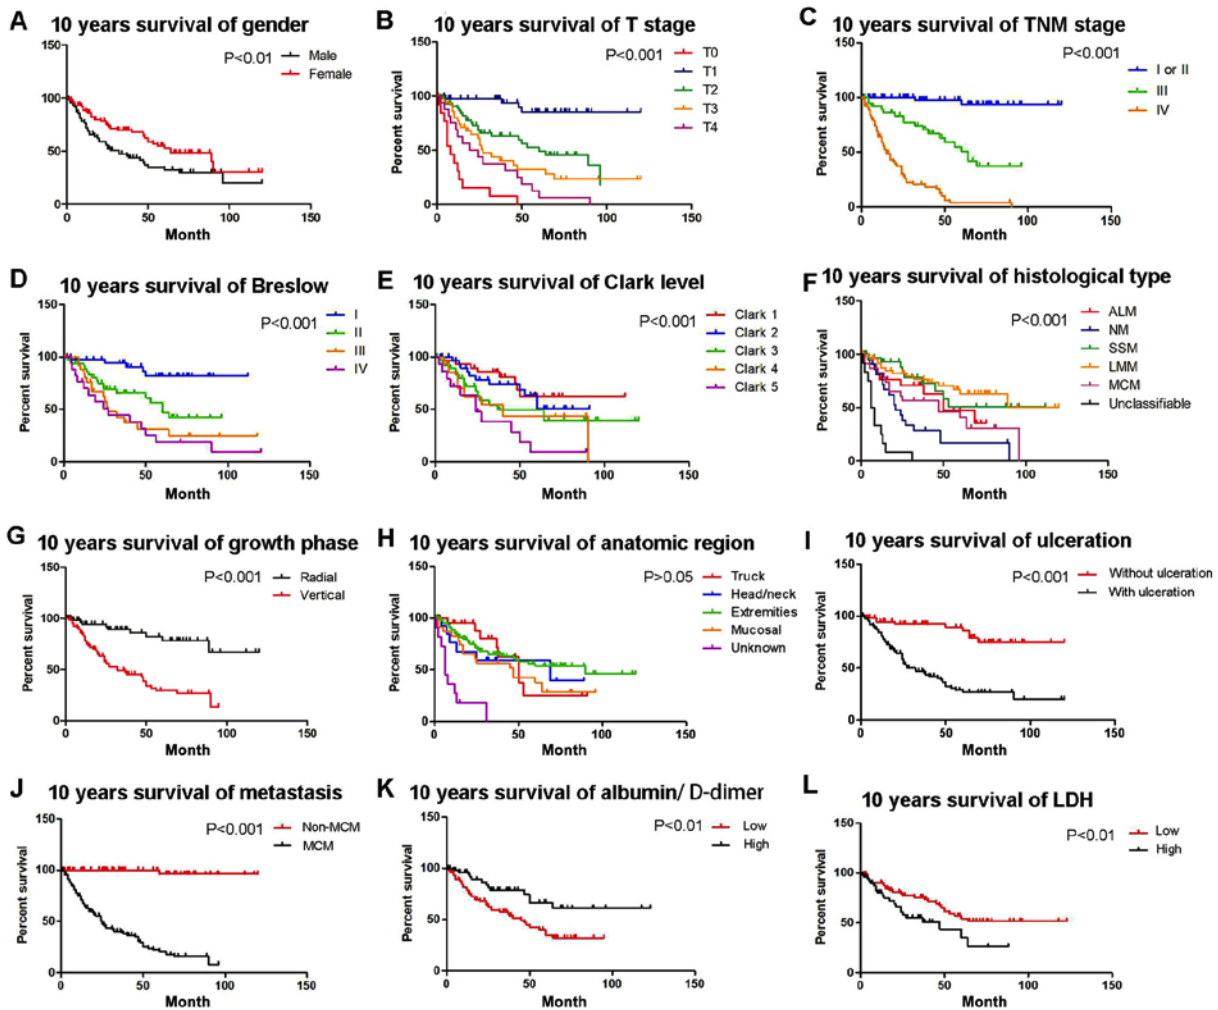 A
10 years survival of gender
P<0.01
Male
Female
Percent survival
150
100
50
0
0 50 100 150
Month
B
10 years survival of T stage
P<0.001
T0
T1
T2
T3
T4
Percent survival
150
100
50
0
0 50 100 150
Month
C
10 years survival of TNM stage
P<0.001
I or II
III
IV
Percent survival
150
100
50
0
0 50 100 150
Month
D
10 years survival of Breslow
P<0.001
I
II
III
IV
Percent survival
150
100
50
0
0 50 100 150
Month
E
10 years survival of Clark level
P<0.001
Clark 1
Clark 2
Clark 3
Clark 4
Clark 5
Percent survival
150
100
50
0
0 50 100 150
Month
F
10 years survival of histological type
P<0.001
ALM
NM
SSM
LMM
MCM
Unclassifiable
Percent survival
150
100
50
0
0 50 100 150
Month
G
10 years survival of growth phase
P<0.001
Radial
Vertical
Percent survival
150
100
50
0
0 50 100 150
Month
H
10 years survival of anatomic region
P>0.05
Truck
Head/neck
Extremities
Mucosal
Unknown
Percent survival
150
100
50
0
0 50 100 150
Month
I
10 years survival of ulceration
P<0.001
Without ulceration
With ulceration
Percent survival
150
100
50
0
0 50 100 150
Month
J
10 years survival of metastasis
P<0.001
Non-MCM
MCM
Percent survival
150
100
50
0
0 50 100 150
Month
K
10 years survival of albumin/ D-dimer
P<0.01
Low
High
Percent survival
150
100
50
0
0 50 100 150
Month
L
10 years survival of LDH
P<0.01
Low
High
Percent survival
150
100
50
0
0 50 100 150
Month